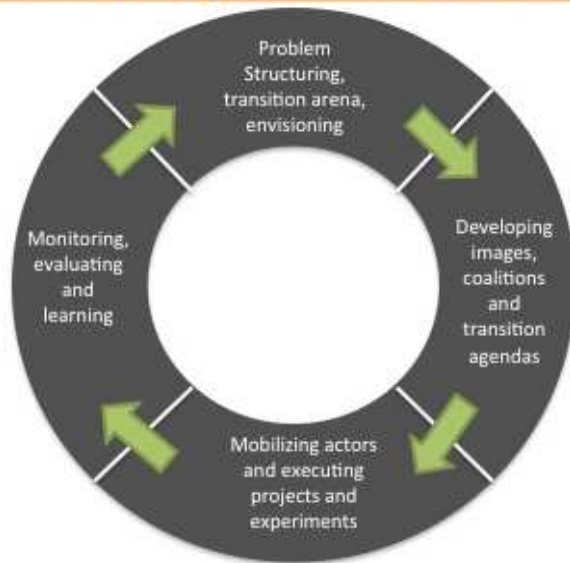 Problem
Structuring,
transition arena,
envisioning
Developing
images,
coalitions
and
transition
agendas
Mobilizing actors
and executing
projects and
experiments
Monitoring,
evaluating
and
learning